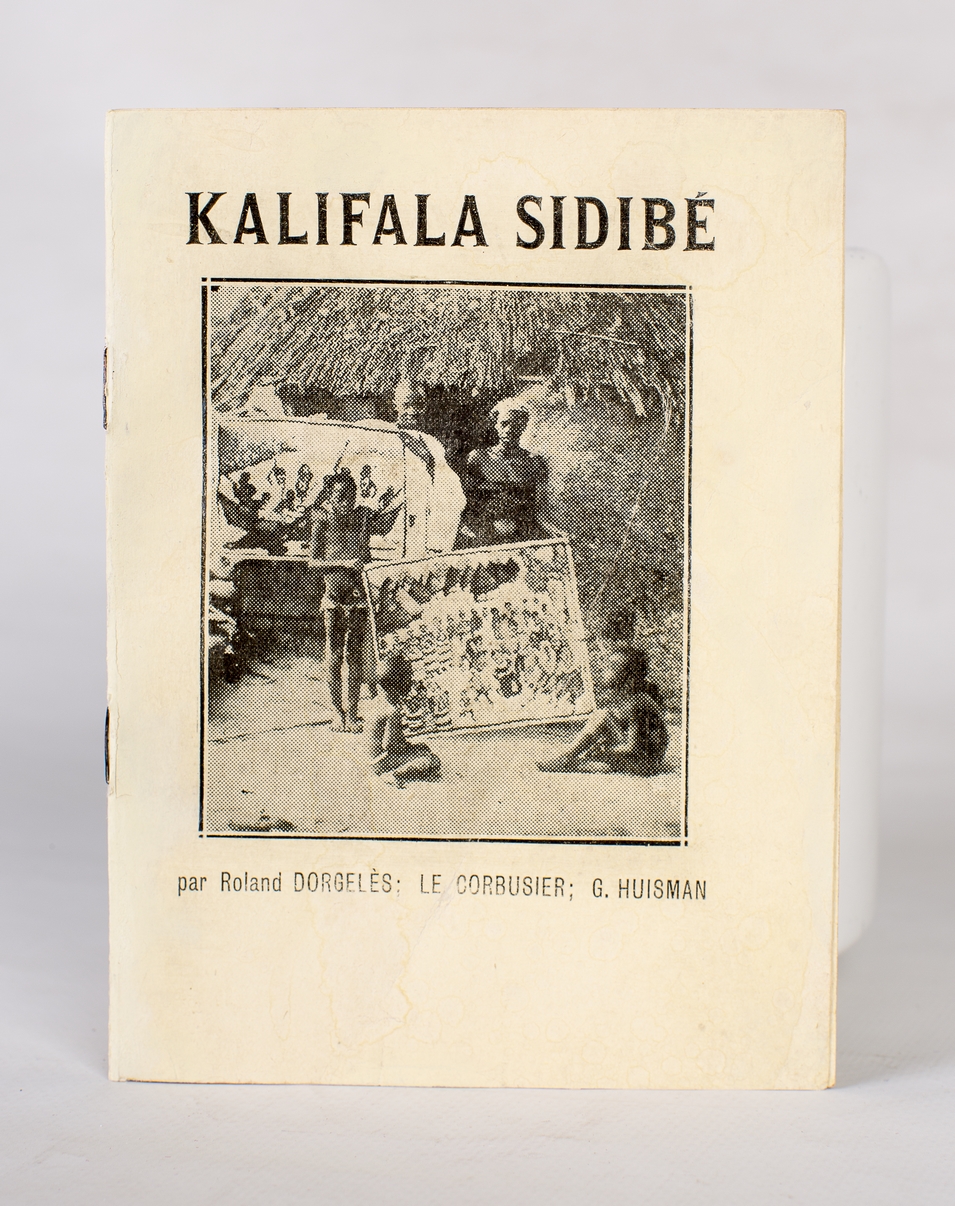 KALIFALA SIDIBÉ
par Roland DORGELÈS; LE CORBUSIER; G. HUISMAN